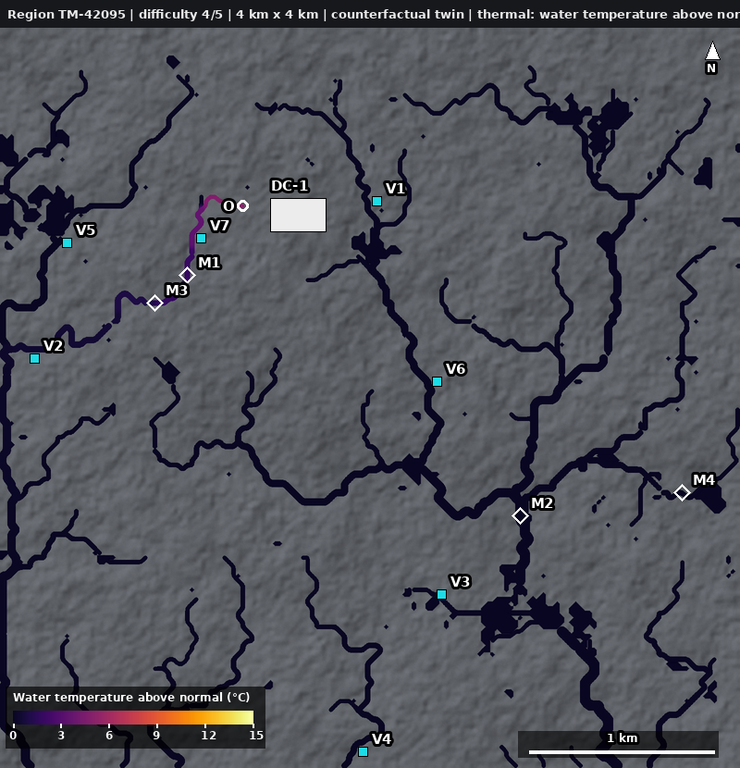 Region TM-42095 | difficulty 4/5 | 4 km x 4 km | counterfactual twin | thermal: water temperature above nor
N
DC-1
V1
O
V7
V5
M1
M3
V2
V6
M4
M2
V3
V4
Water temperature above normal (°C)
0 3 6 9 12 15
1 km